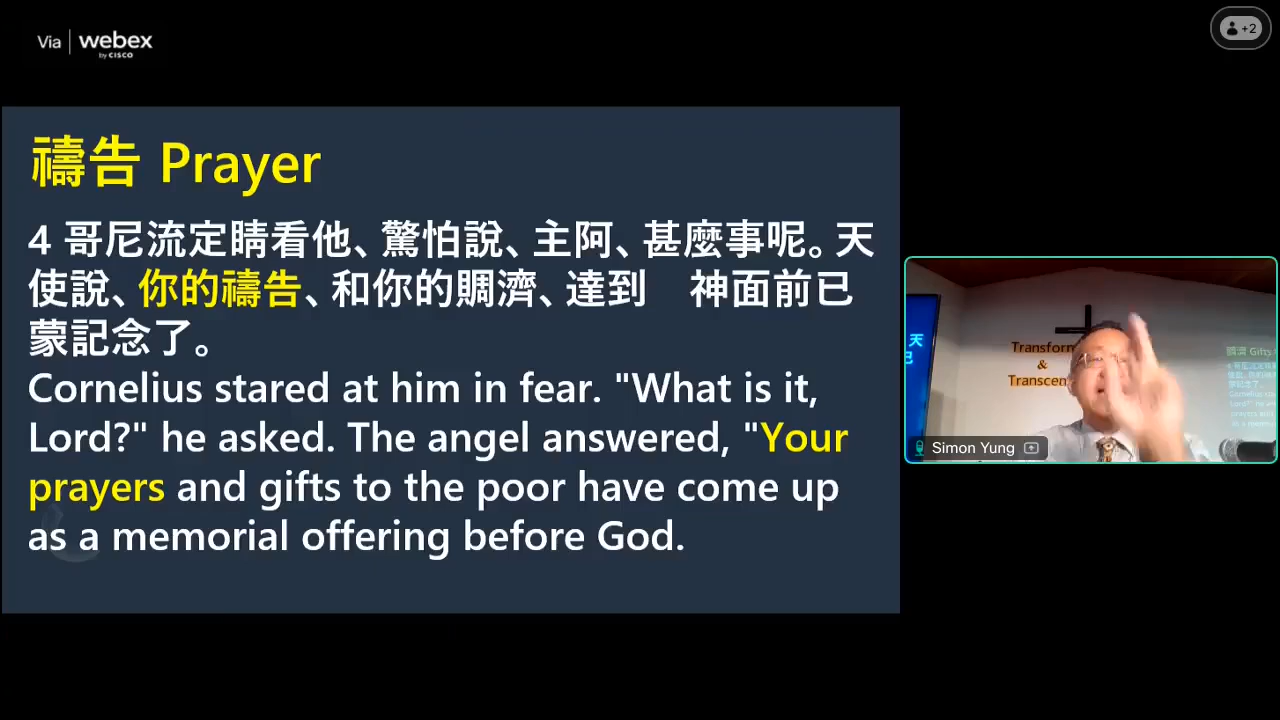 Via webex
by CISCO
+2
禱告 Prayer
4 哥尼流定睛看他、驚怕說、主阿、甚麼事呢。天
使說、你的禱告、和你的賙濟、達到　神面前已
蒙記念了。
Cornelius stared at him in fear. "What is it,
Lord?" he asked. The angel answered, "Your
prayers and gifts to the poor have come up
as a memorial offering before God.
天
Transform
&
Transcen
Simon Yung